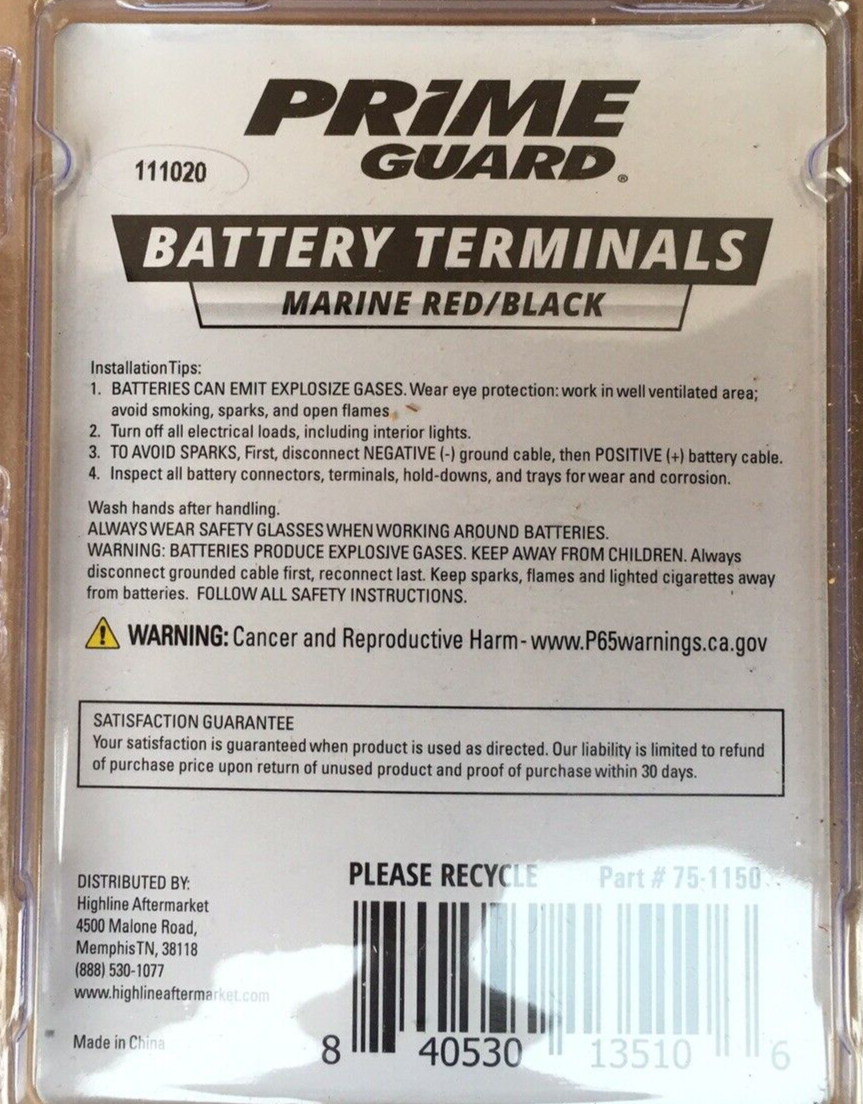 PRIME
GUARD®
111020
BATTERY TERMINALS
MARINE RED/BLACK
Installation Tips:
1. BATTERIES CAN EMIT EXPLOSIZE GASES. Wear eye protection: work in well ventilated area;
avoid smoking, sparks, and open flames
2. Turn off all electrical loads, including interior lights.
3. TO AVOID SPARKS, First, disconnect NEGATIVE (-) ground cable, then POSITIVE (+) battery cable.
4. Inspect all battery connectors, terminals, hold-downs, and trays for wear and corrosion.
Wash hands after handling.
ALWAYS WEAR SAFETY GLASSES WHEN WORKING AROUND BATTERIES.
WARNING: BATTERIES PRODUCE EXPLOSIVE GASES. KEEP AWAY FROM CHILDREN. Always
disconnect grounded cable first, reconnect last. Keep sparks, flames and lighted cigarettes away
from batteries. FOLLOW ALL SAFETY INSTRUCTIONS.
WARNING: Cancer and Reproductive Harm- www.P65warnings.ca.gov
SATISFACTION GUARANTEE
Your satisfaction is guaranteed when product is used as directed. Our liability is limited to refund
of purchase price upon return of unused product and proof of purchase within 30 days.
DISTRIBUTED BY:
Highline Aftermarket
4500 Malone Road,
Memphis TN, 38118
(888) 530-1077
www.highlineaftermarket.com
Made in China
PLEASE RECYCLE
Part # 75-1150
8 40530 13510 6